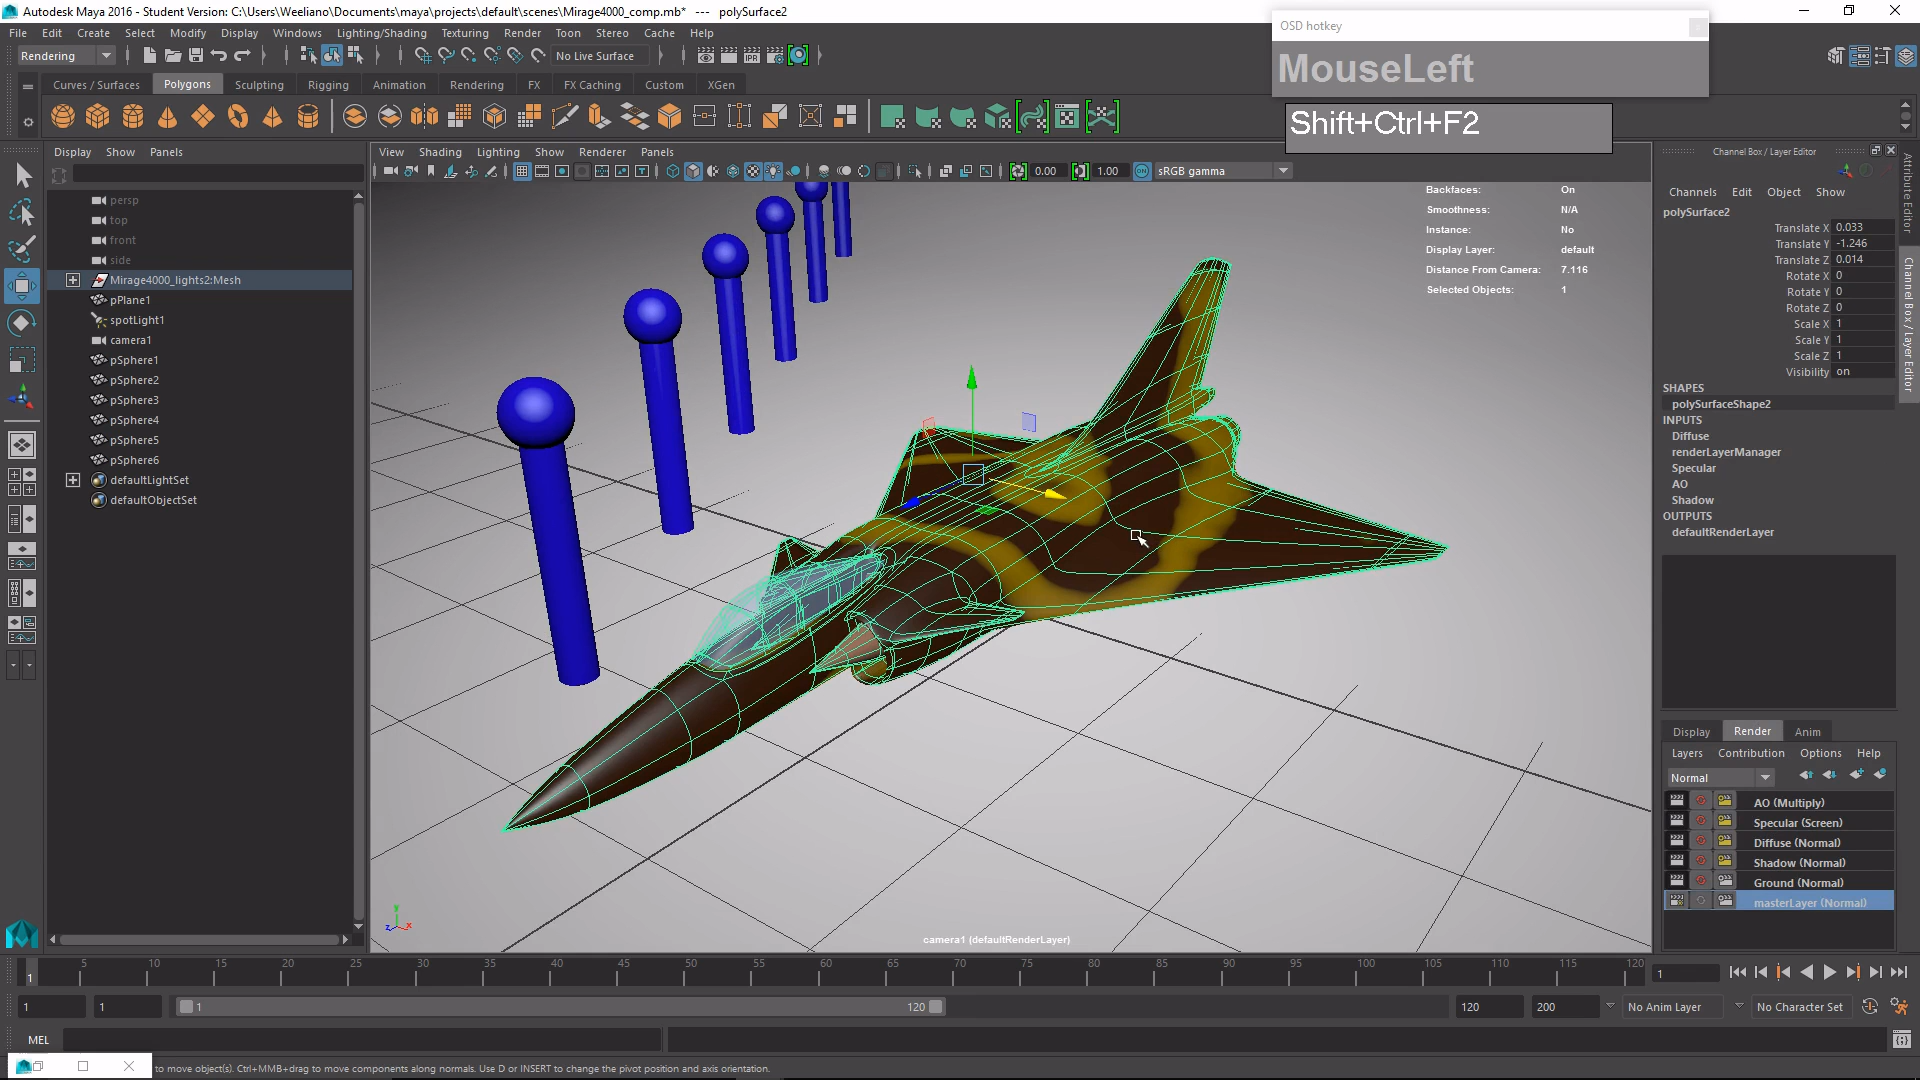 Autodesk Maya 2016 - Student Version: C:\Users\Weeliano\Documents\maya\projects\default\scenes\Mirage4000_comp.mb* --- polySurface2
File Edit Create Select Modify Display Windows Lighting/Shading Texturing Render Toon Stereo Cache Help
OSD hotkey
MouseLeft
Shift+Ctrl+F2
Rendering
No Live Surface
Curves / Surfaces Polygons Sculpting Rigging Animation Rendering FX FX Caching Custom XGen
Display Show Panels
View Shading Lighting Show Renderer Panels
0.00 1.00 sRGB gamma
persp
top
front
side
Mirage4000_lights2:Mesh
pPlane1
spotLight1
camera1
pSphere1
pSphere2
pSphere3
pSphere4
pSphere5
pSphere6
defaultLightSet
defaultObjectSet
Backfaces: On
Smoothness: N/A
Instance: No
Display Layer: default
Distance From Camera: 7.116
Selected Objects: 1
camera1 (defaultRenderLayer)
Channel Box / Layer Editor
Channels Edit Object Show
polySurface2
Translate X 0.033
Translate Y -1.246
Translate Z 0.014
Rotate X 0
Rotate Y 0
Rotate Z 0
Scale X 1
Scale Y 1
Scale Z 1
Visibility on
SHAPES
polySurfaceShape2
INPUTS
Diffuse
renderLayerManager
Specular
AO
Shadow
OUTPUTS
defaultRenderLayer
Attribute Editor
Channel Box / Layer Editor
Display Render Anim
Layers Contribution Options Help
Normal
AO (Multiply)
Specular (Screen)
Diffuse (Normal)
Shadow (Normal)
Ground (Normal)
masterLayer (Normal)
1 5 10 15 20 25 30 35 40 45 50 55 60 65 70 75 80 85 90 95 100 105 110 115 120 1
1 1 1 120 120 200 No Anim Layer No Character Set
MEL
to move object(s). Ctrl+MMB+drag to move components along normals. Use D or INSERT to change the pivot position and axis orientation.